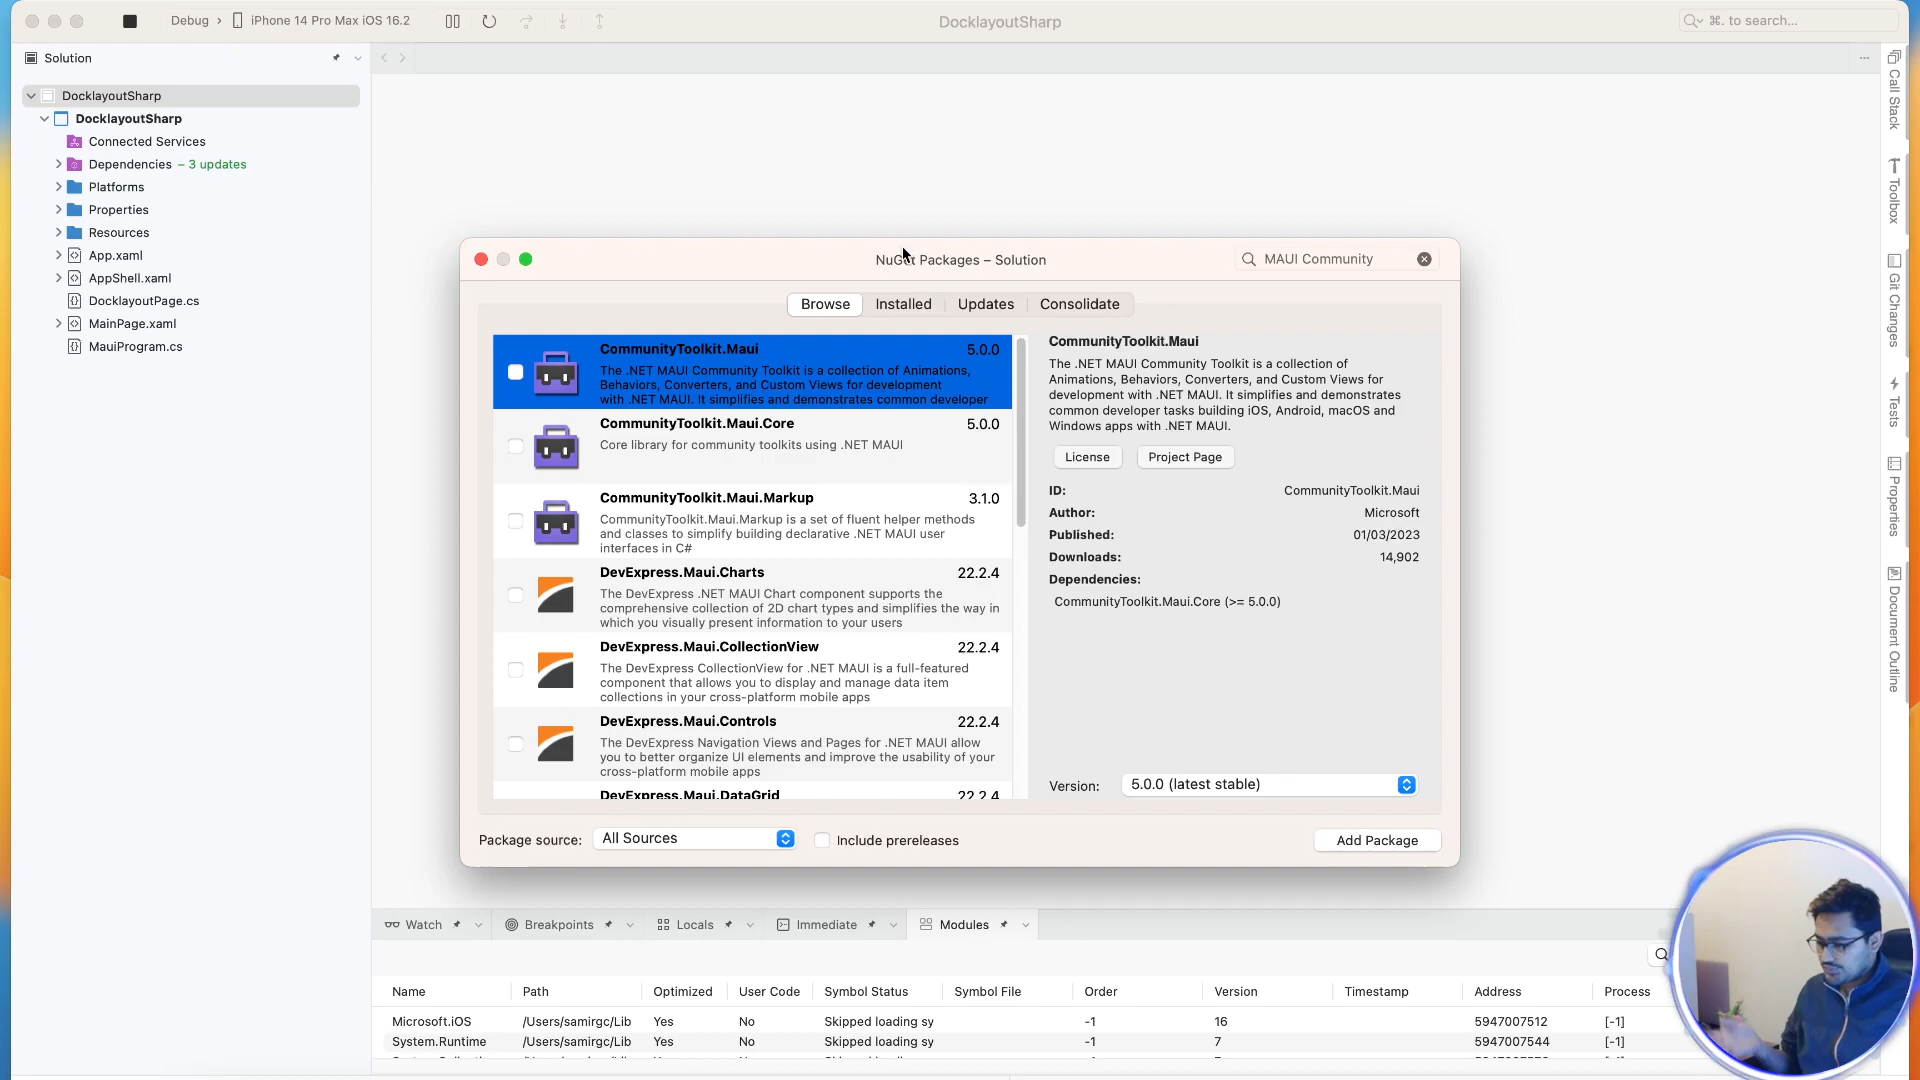 Debug
iPhone 14 Pro Max iOS 16.2
DocklayoutSharp
⌘. to search...
Solution
DocklayoutSharp
DocklayoutSharp
Connected Services
Dependencies – 3 updates
Platforms
Properties
Resources
App.xaml
AppShell.xaml
DocklayoutPage.cs
MainPage.xaml
MauiProgram.cs
NuGet Packages – Solution
MAUI Community
Browse
Installed
Updates
Consolidate
CommunityToolkit.Maui 5.0.0
The .NET MAUI Community Toolkit is a collection of Animations,
Behaviors, Converters, and Custom Views for development
with .NET MAUI. It simplifies and demonstrates common developer
CommunityToolkit.Maui.Core 5.0.0
Core library for community toolkits using .NET MAUI
CommunityToolkit.Maui.Markup 3.1.0
CommunityToolkit.Maui.Markup is a set of fluent helper methods
and classes to simplify building declarative .NET MAUI user
interfaces in C#
DevExpress.Maui.Charts 22.2.4
The DevExpress .NET MAUI Chart component supports the
comprehensive collection of 2D chart types and simplifies the way in
which you visually present information to your users
DevExpress.Maui.CollectionView 22.2.4
The DevExpress CollectionView for .NET MAUI is a full-featured
component that allows you to display and manage data item
collections in your cross-platform mobile apps
DevExpress.Maui.Controls 22.2.4
The DevExpress Navigation Views and Pages for .NET MAUI allow
you to better organize UI elements and improve the usability of your
cross-platform mobile apps
DevExpress.Maui.DataGrid 22.2.4
CommunityToolkit.Maui
The .NET MAUI Community Toolkit is a collection of
Animations, Behaviors, Converters, and Custom Views for
development with .NET MAUI. It simplifies and demonstrates
common developer tasks building iOS, Android, macOS and
Windows apps with .NET MAUI.
License
Project Page
ID: CommunityToolkit.Maui
Author: Microsoft
Published: 01/03/2023
Downloads: 14,902
Dependencies:
CommunityToolkit.Maui.Core (>= 5.0.0)
Version: 5.0.0 (latest stable)
Package source: All Sources
Include prereleases
Add Package
Call Stack
Toolbox
Git Changes
Tests
Properties
Document Outline
Watch
Breakpoints
Locals
Immediate
Modules
Name Path Optimized User Code Symbol Status Symbol File Order Version Timestamp Address Process
Microsoft.iOS /Users/samirgc/Lib Yes No Skipped loading sy -1 16 5947007512 [-1]
System.Runtime /Users/samirgc/Lib Yes No Skipped loading sy -1 7 5947007544 [-1]